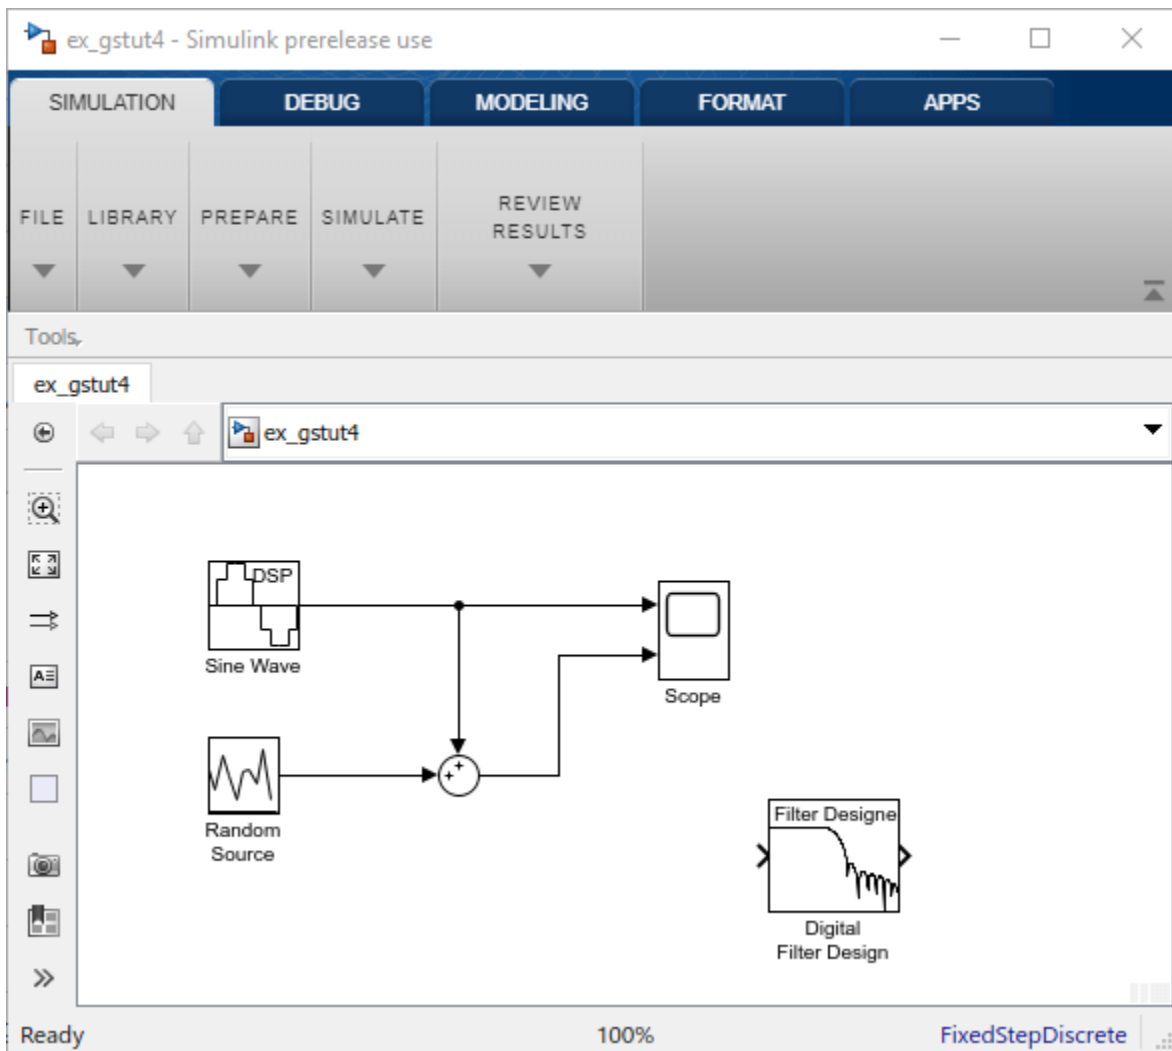 ex_gstut4 - Simulink prerelease use
SIMULATION DEBUG MODELING FORMAT APPS
FILE LIBRARY PREPARE SIMULATE REVIEW
RESULTS
Tools
ex_gstut4
ex_gstut4
DSP
Sine Wave
Scope
Random
Source
Filter Designe
Digital
Filter Design
Ready 100% FixedStepDiscrete